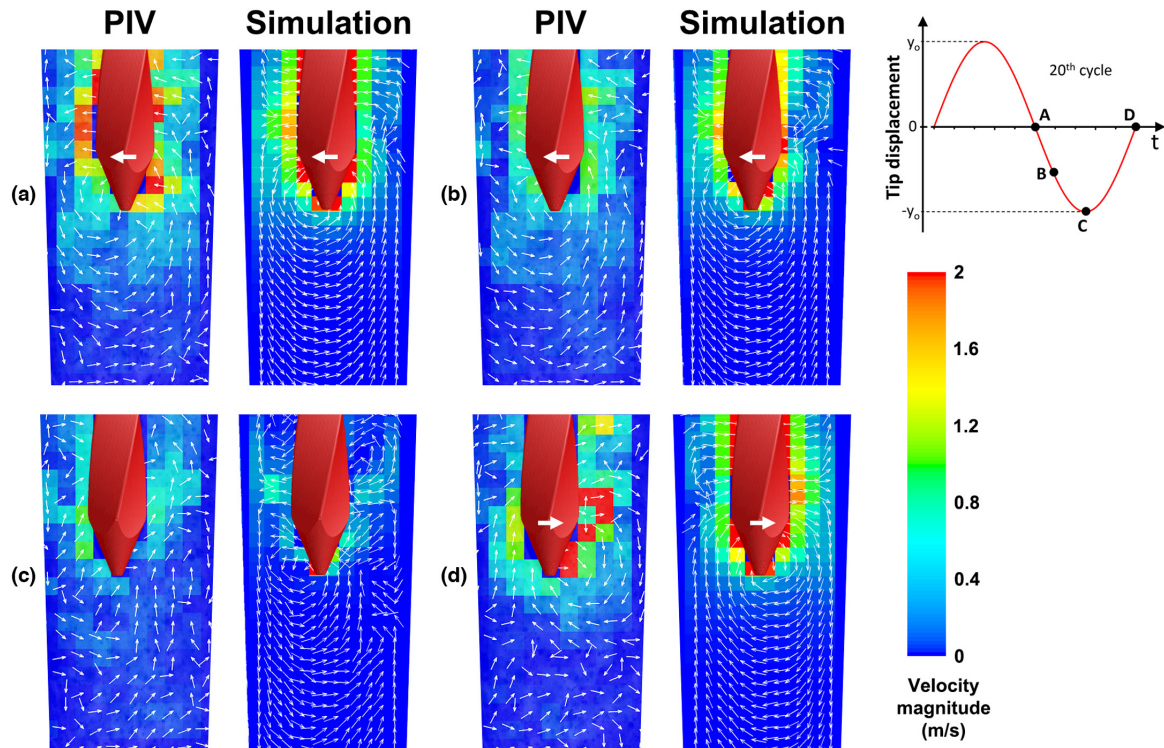 PIV
Simulation
PIV
Simulation
(a)
(b)
(c)
(d)
Tip displacement
yₒ
0
-yₒ
20th cycle
A
B
C
D
t
2
1.6
1.2
0.8
0.4
0
Velocity
magnitude
(m/s)